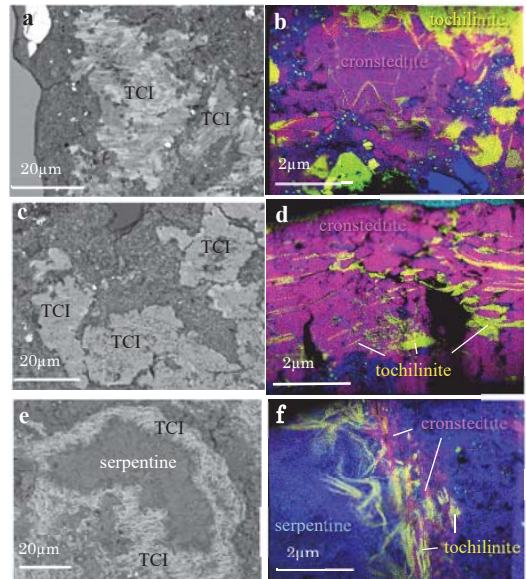 a
TCI
TCI
20µm
b
tochilinite
cronstedtite
2µm
c
TCI
TCI
TCI
20µm
d
cronstedtite
tochilinite
2µm
e
TCI
serpentine
TCI
20µm
f
cronstedtite
serpentine
tochilinite
2µm